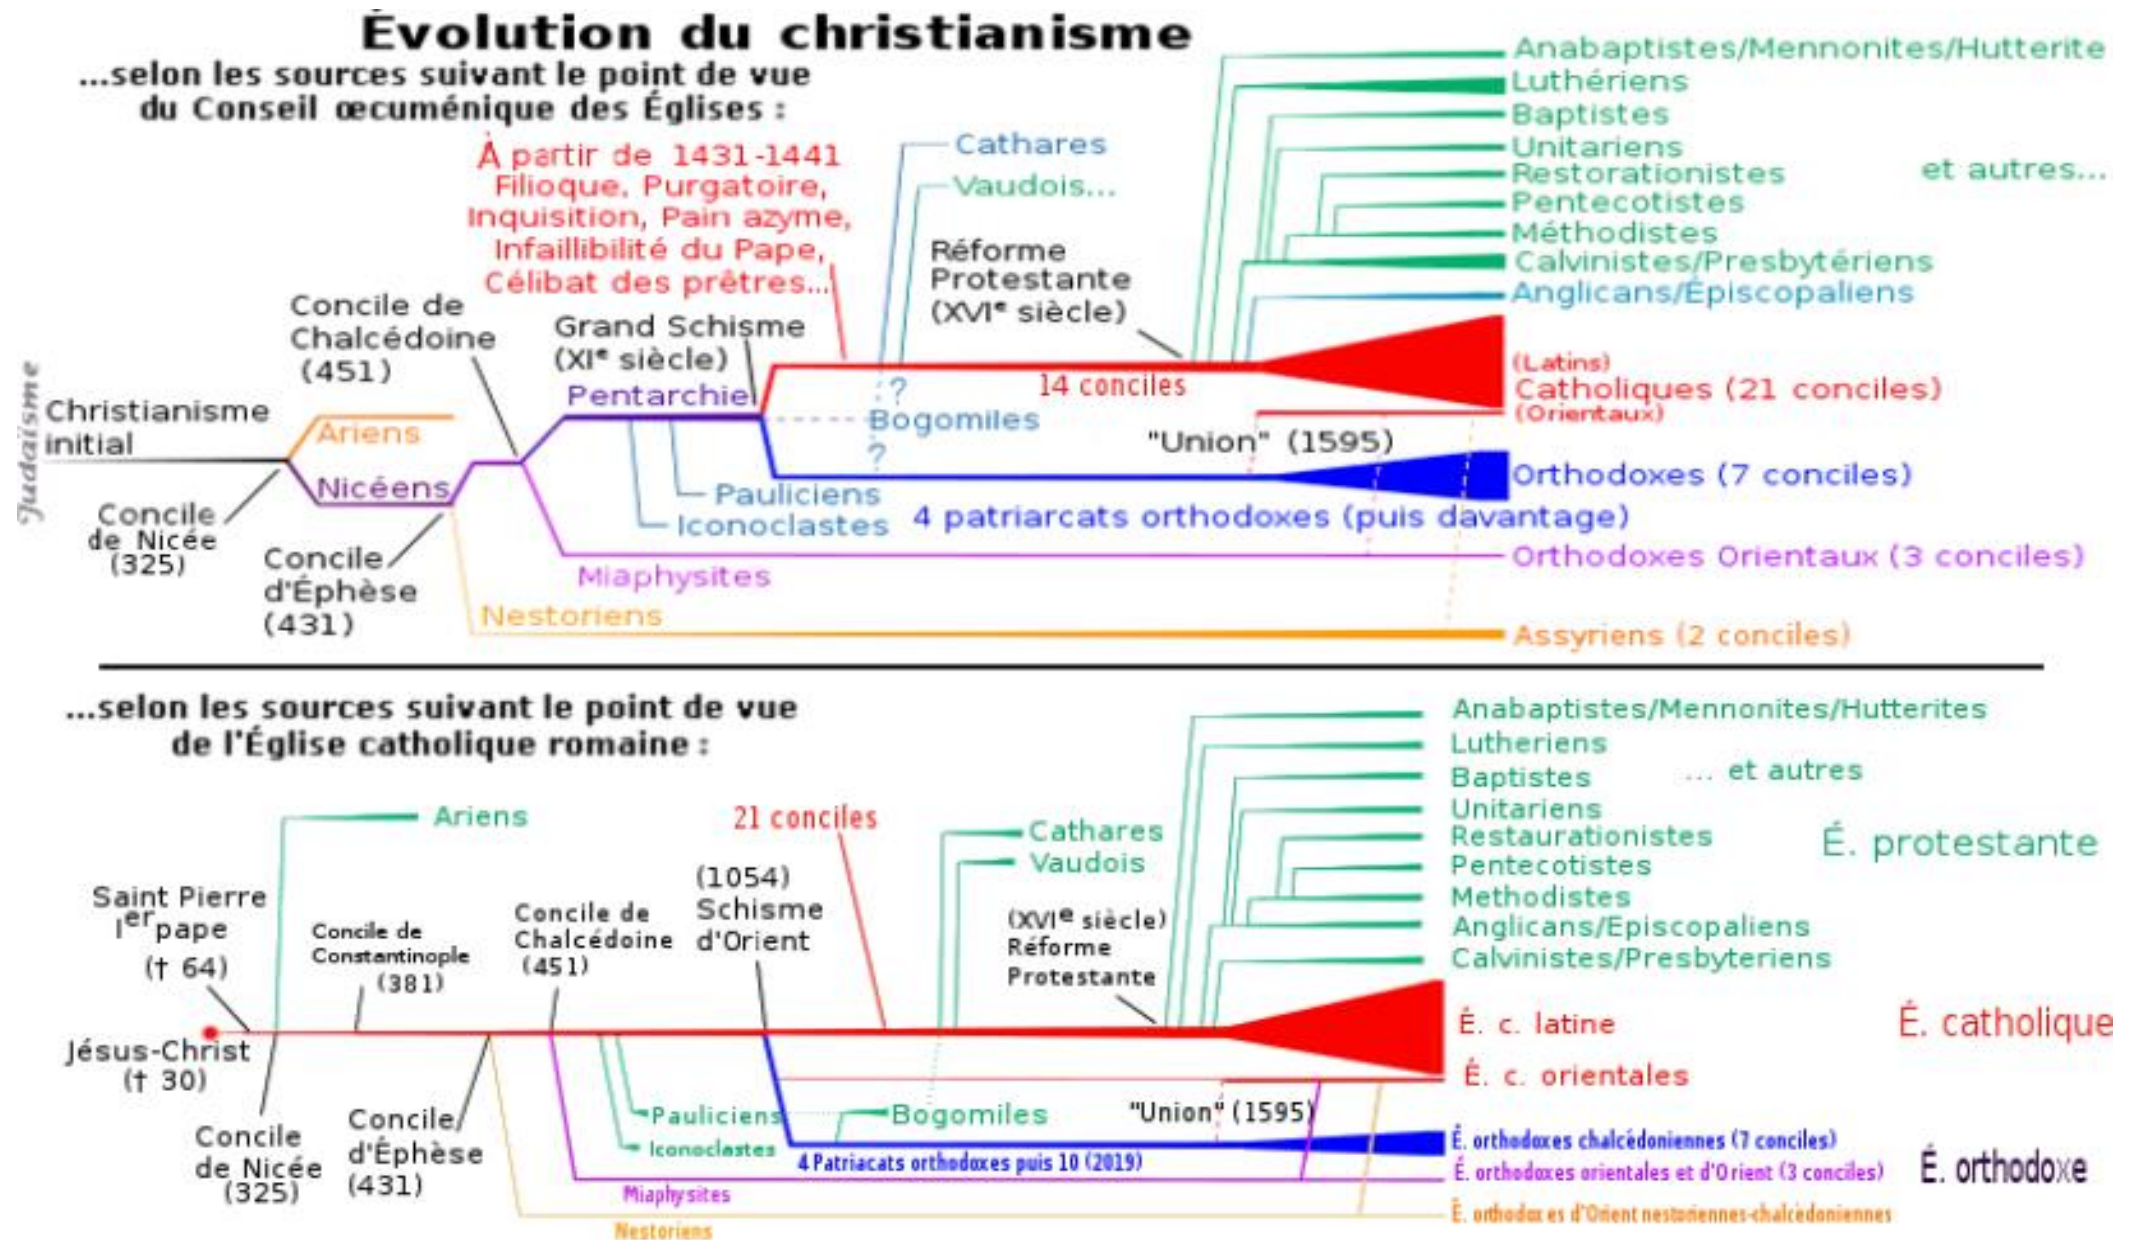 Évolution du christianisme
...selon les sources suivant le point de vue
du Conseil œcuménique des Églises :
À partir de 1431-1441
Filioque, Purgatoire,
Inquisition, Pain azyme,
Infaillibilité du Pape,
Célibat des prêtres...
Cathares
Vaudois...
Réforme
Protestante
(XVIe siècle)
Anabaptistes/Mennonites/Hutterite
Luthériens
Baptistes
Unitariens
Restorationistes
et autres...
Pentecotistes
Méthodistes
Calvinistes/Presbytériens
Anglicans/Épiscopaliens
Concile de
Chalcédoine
(451)
Grand Schisme
(XIe siècle)
Pentarchie
Judaïsme
Christianisme
initial
Ariens
Nicéens
Concile
de Nicée
(325)
Concile
d'Éphèse
(431)
?
Bogomiles
?
14 conciles
"Union" (1595)
(Latins)
Catholiques (21 conciles)
(Orientaux)
Pauliciens
Iconoclastes
Orthodoxes (7 conciles)
4 patriarcats orthodoxes (puis davantage)
Miaphysites
Orthodoxes Orientaux (3 conciles)
Nestoriens
Assyriens (2 conciles)
...selon les sources suivant le point de vue
de l'Église catholique romaine :
Anabaptistes/Mennonites/Hutterites
Lutheriens
Baptistes
... et autres
Unitariens
Restaurationistes
É. protestante
Pentecotistes
Methodistes
Anglicans/Episcopaliens
Calvinistes/Presbyteriens
Ariens
21 conciles
Cathares
Vaudois
Saint Pierre
Ier pape
(† 64)
Concile de
Constantinople
(381)
Concile de
Chalcédoine
(451)
(1054)
Schisme
d'Orient
(XVIe siècle)
Réforme
Protestante
Jésus-Christ
(† 30)
É. c. latine
É. catholique
É. c. orientales
Concile
de Nicée
(325)
Concile
d'Éphèse
(431)
Pauliciens
Iconoclastes
Bogomiles
"Union" (1595)
4 Patriacats orthodoxes puis 10 (2019)
Miaphysites
Nestoriens
É. orthodoxes chalcédoniennes (7 conciles)
É. orthodoxes orientales et d'Orient (3 conciles)
É. orthodoxe
É. orthodoxes d'Orient nestoriennes-chalcédoniennes